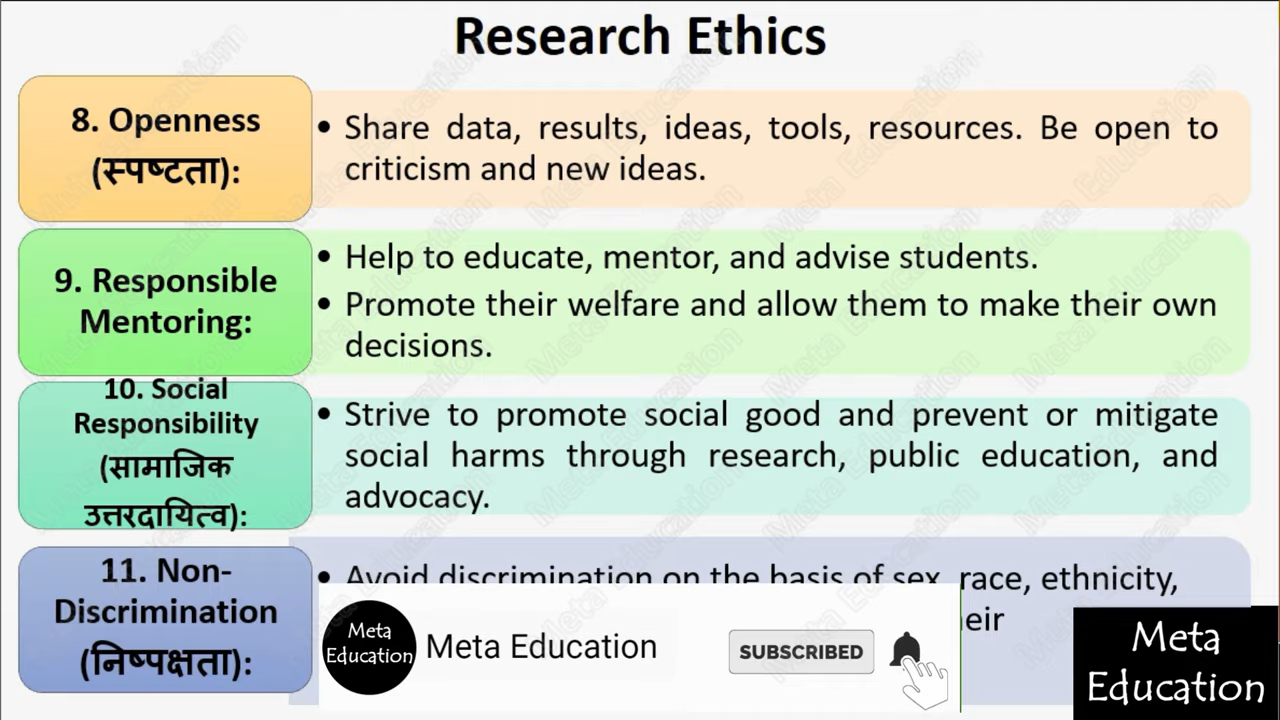 Research Ethics
8. Openness
(स्पष्टता):
• Share data, results, ideas, tools, resources. Be open to
criticism and new ideas.
9. Responsible
Mentoring:
• Help to educate, mentor, and advise students.
• Promote their welfare and allow them to make their own
decisions.
10. Social
Responsibility
(सामाजिक
उत्तरदायित्व):
• Strive to promote social good and prevent or mitigate
social harms through research, public education, and
advocacy.
11. Non-
Discrimination
(निष्पक्षता):
• Avoid discrimination on the basis of sex, race, ethnicity,
Meta
Education
Meta Education
SUBSCRIBED
Meta
Education